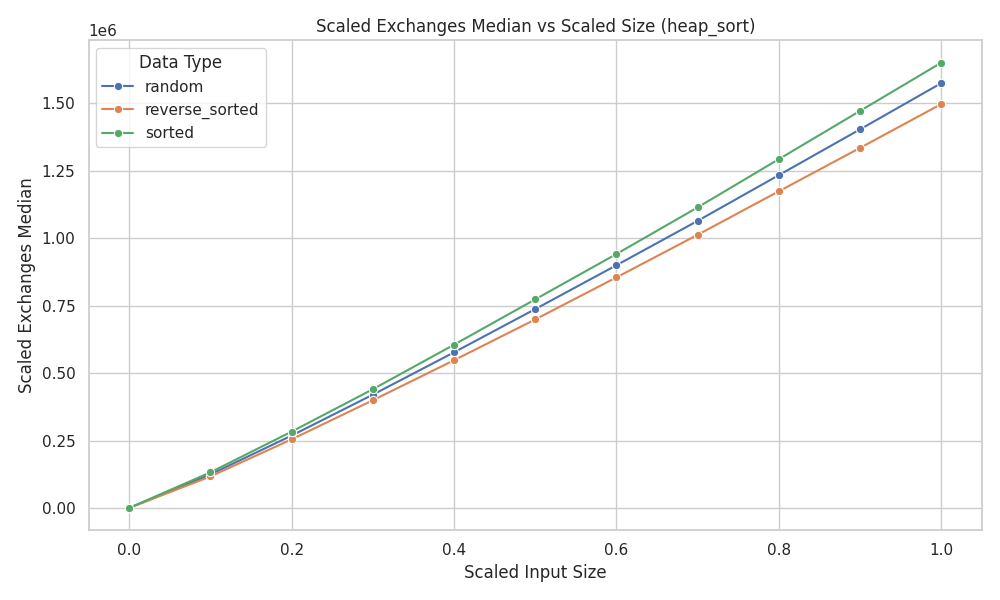 Scaled Exchanges Median vs Scaled Size (heap_sort)
1e6
Data Type
random
reverse_sorted
sorted
Scaled Exchanges Median
1.50
1.25
1.00
0.75
0.50
0.25
0.00
0.0 0.2 0.4 0.6 0.8 1.0
Scaled Input Size